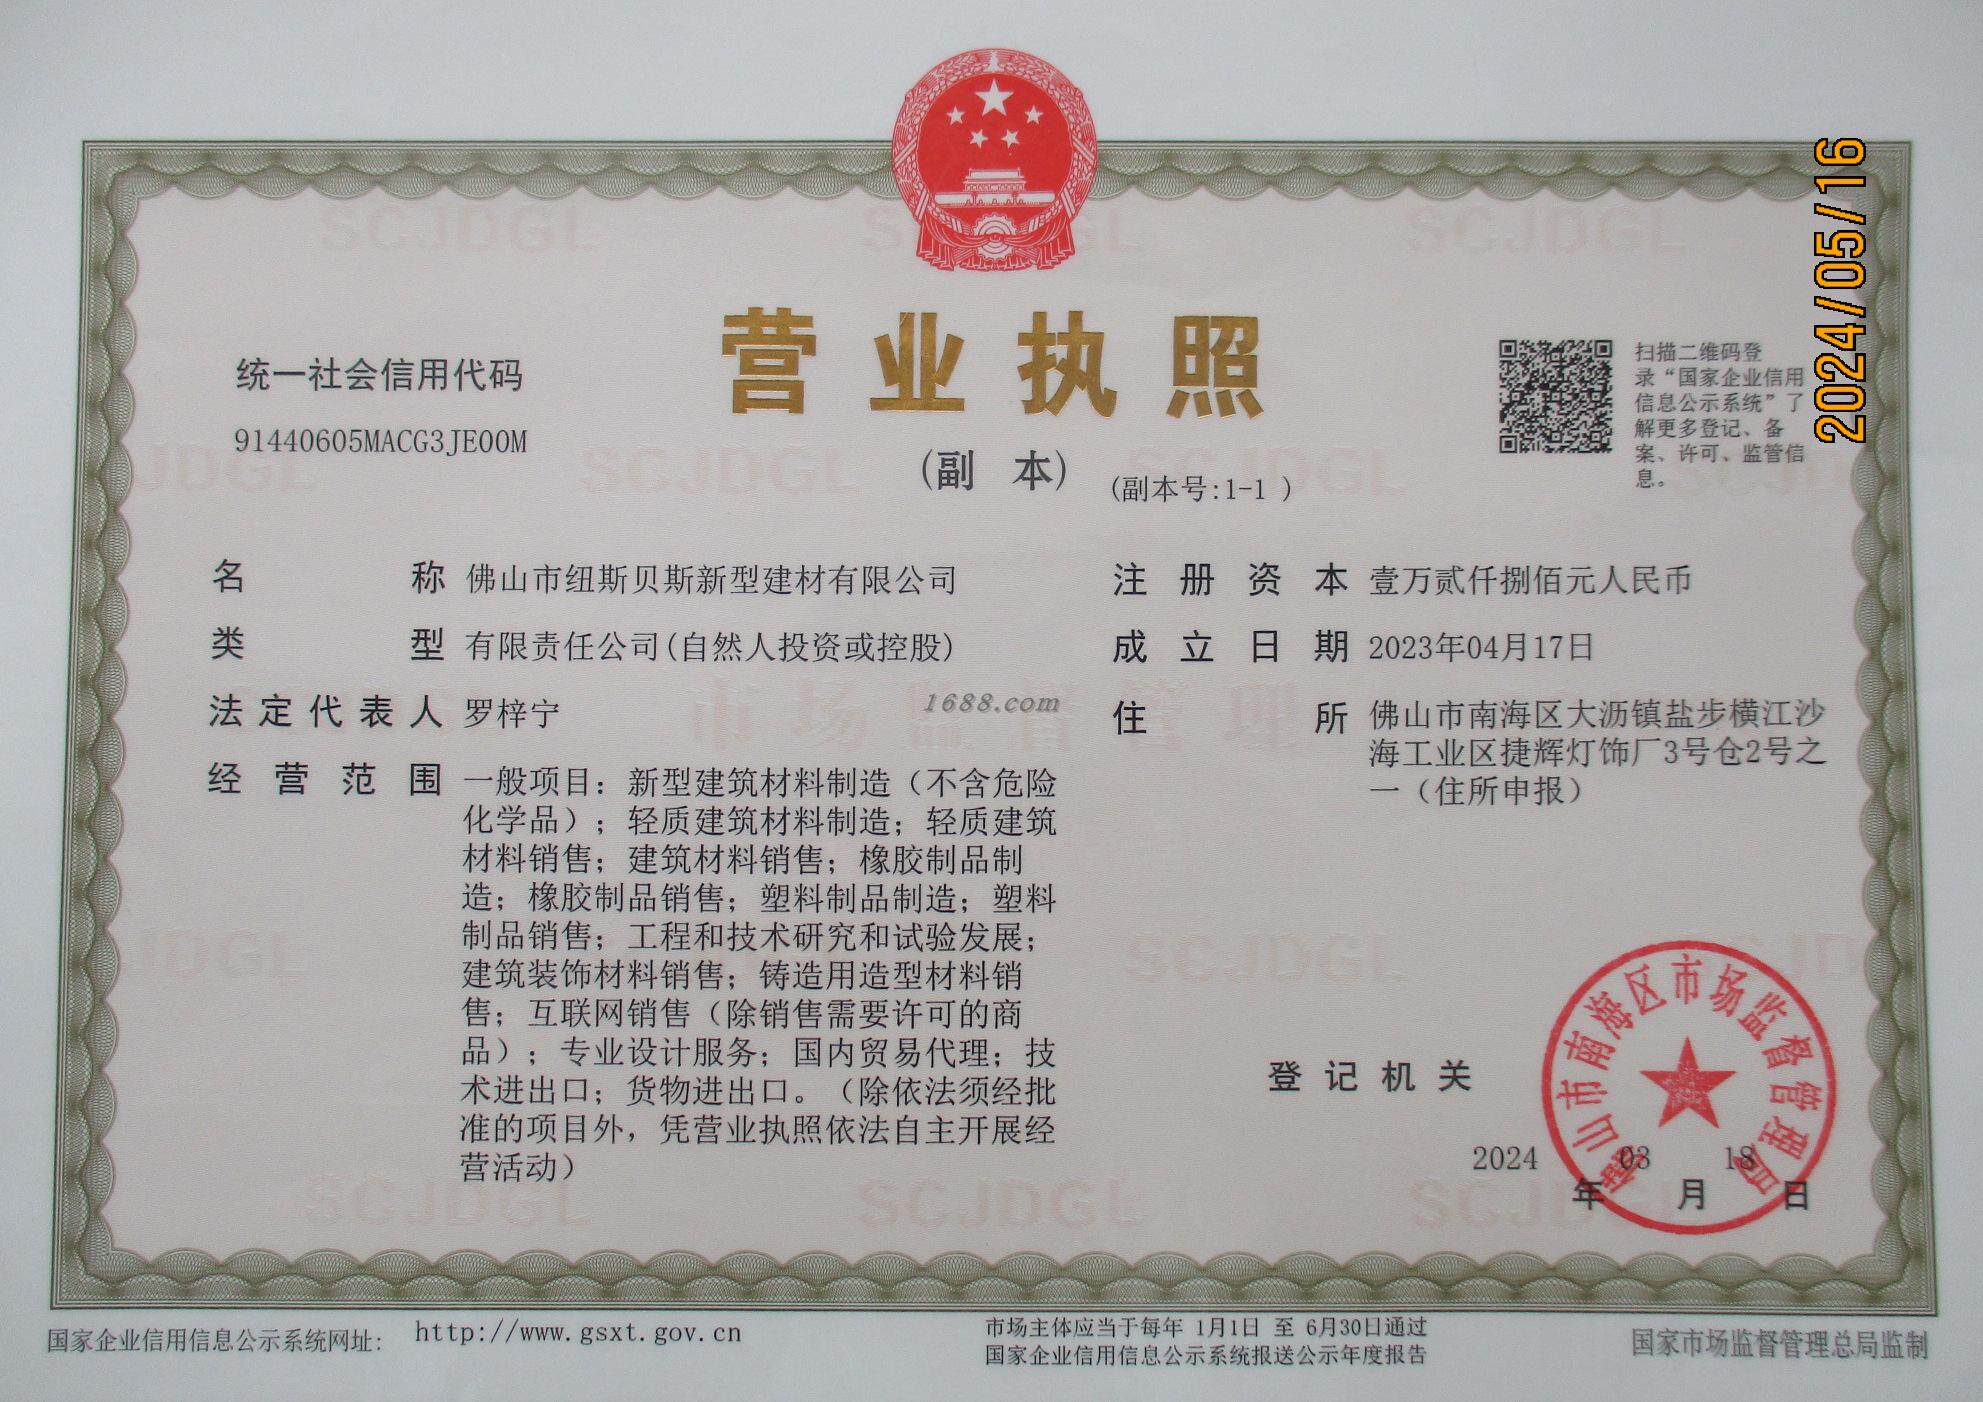 2024/05/16
营业执照
(副 本) (副本号:1-1 )
统一社会信用代码
91440605MACG3JE00M
扫描二维码登
录“国家企业信用
信息公示系统”了
解更多登记、备
案、许可、监管信
息。
名称 佛山市纽斯贝斯新型建材有限公司
类型 有限责任公司(自然人投资或控股)
法定代表人 罗梓宁
经营范围 一般项目：新型建筑材料制造（不含危险
化学品）；轻质建筑材料制造；轻质建筑
材料销售；建筑材料销售；橡胶制品制
造；橡胶制品销售；塑料制品制造；塑料
制品销售；工程和技术研究和试验发展；
建筑装饰材料销售；铸造用造型材料销
售；互联网销售（除销售需要许可的商
品）；专业设计服务；国内贸易代理；技
术进出口；货物进出口。（除依法须经批
准的项目外，凭营业执照依法自主开展经
营活动）
注册资本 壹万贰仟捌佰元人民币
成立日期 2023年04月17日
住所 佛山市南海区大沥镇盐步横江沙
海工业区捷辉灯饰厂3号仓2号之
一（住所申报）
1688.com
登记机关
佛山市南海区市场监督管理局
2024 03 18
年 月 日
国家企业信用信息公示系统网址： http://www.gsxt.gov.cn
市场主体应当于每年 1月1日 至 6月30日通过
国家企业信用信息公示系统报送公示年度报告
国家市场监督管理总局监制